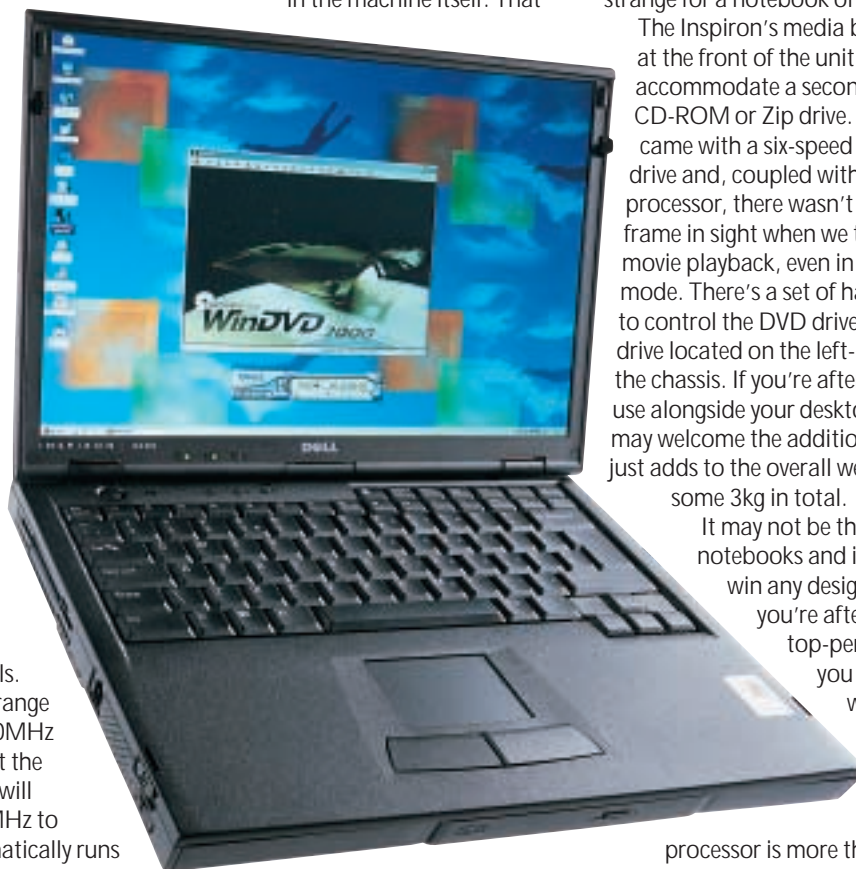 in the machine itself. That
ls.
range
0MHz
t the
will
MHz to
matically runs
WinDVD 2000
DELL
strange for a notebook of
The Inspiron's media b
at the front of the unit
accommodate a secon
CD-ROM or Zip drive.
came with a six-speed
drive and, coupled with
processor, there wasn't
frame in sight when we t
movie playback, even in
mode. There's a set of ha
to control the DVD drive
drive located on the left-
the chassis. If you're afte
use alongside your deskto
may welcome the addition
just adds to the overall we
some 3kg in total.
It may not be th
notebooks and i
win any desig
you're afte
top-per
you
w
processor is more th